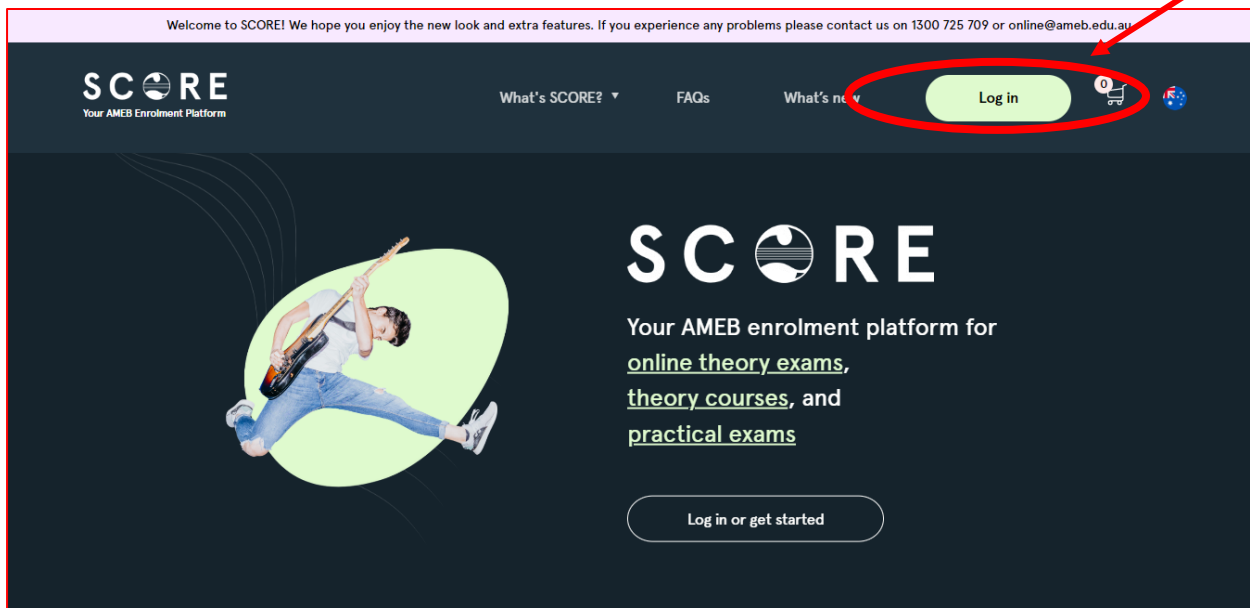 Welcome to SCORE! We hope you enjoy the new look and extra features. If you experience any problems please contact us on 1300 725 709 or online@ameb.edu.au
SCORE
Your AMEB Enrolment Platform
What's SCORE? ▼ FAQs What's new Log in 0
SCORE
Your AMEB enrolment platform for
online theory exams,
theory courses, and
practical exams
Log in or get started